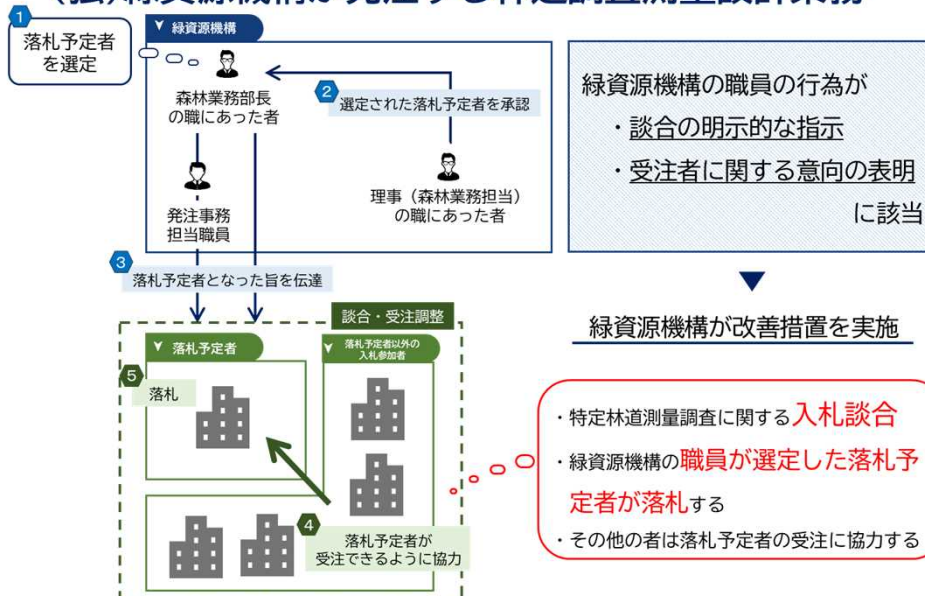 (独)緑資源機構が発注する林道調査測量設計業務
1
落札予定者
を選定
緑資源機構
森林業務部長
の職にあった者
2
選定された落札予定者を承認
理事（森林業務担当）
の職にあった者
発注事務
担当職員
3
落札予定者となった旨を伝達
談合・受注調整
落札予定者
落札予定者以外の
入札参加者
5
落札
4
落札予定者が
受注できるように協力
緑資源機構の職員の行為が
・談合の明示的な指示
・受注者に関する意向の表明
に該当
緑資源機構が改善措置を実施
・特定林道測量調査に関する入札談合
・緑資源機構の職員が選定した落札予
定者が落札する
・その他の者は落札予定者の受注に協力する